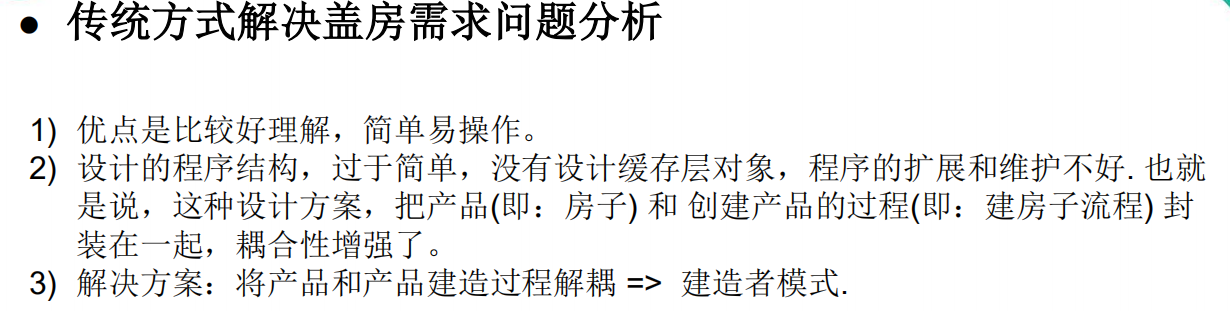 ● 传统方式解决盖房需求问题分析
1) 优点是比较好理解，简单易操作。
2) 设计的程序结构，过于简单，没有设计缓存层对象，程序的扩展和维护不好. 也就
是说，这种设计方案，把产品(即：房子) 和 创建产品的过程(即：建房子流程) 封
装在一起，耦合性增强了。
3) 解决方案：将产品和产品建造过程解耦 => 建造者模式.